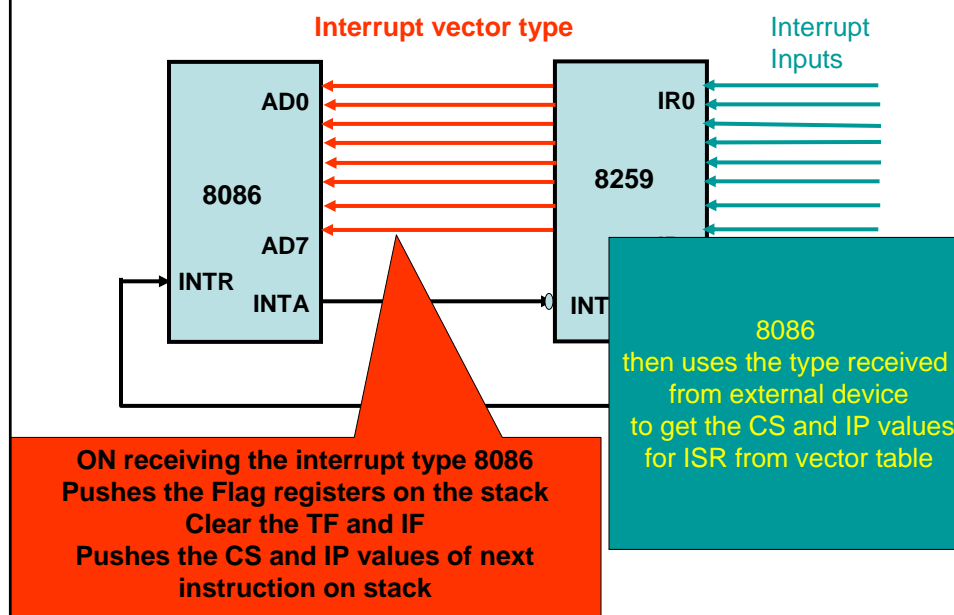 Interrupt vector type
Interrupt
Inputs
AD0
IR0
8086
8259
AD7
INTR
INTA
INT
8086
then uses the type received
from external device
to get the CS and IP values
for ISR from vector table
ON receiving the interrupt type 8086
Pushes the Flag registers on the stack
Clear the TF and IF
Pushes the CS and IP values of next
instruction on stack